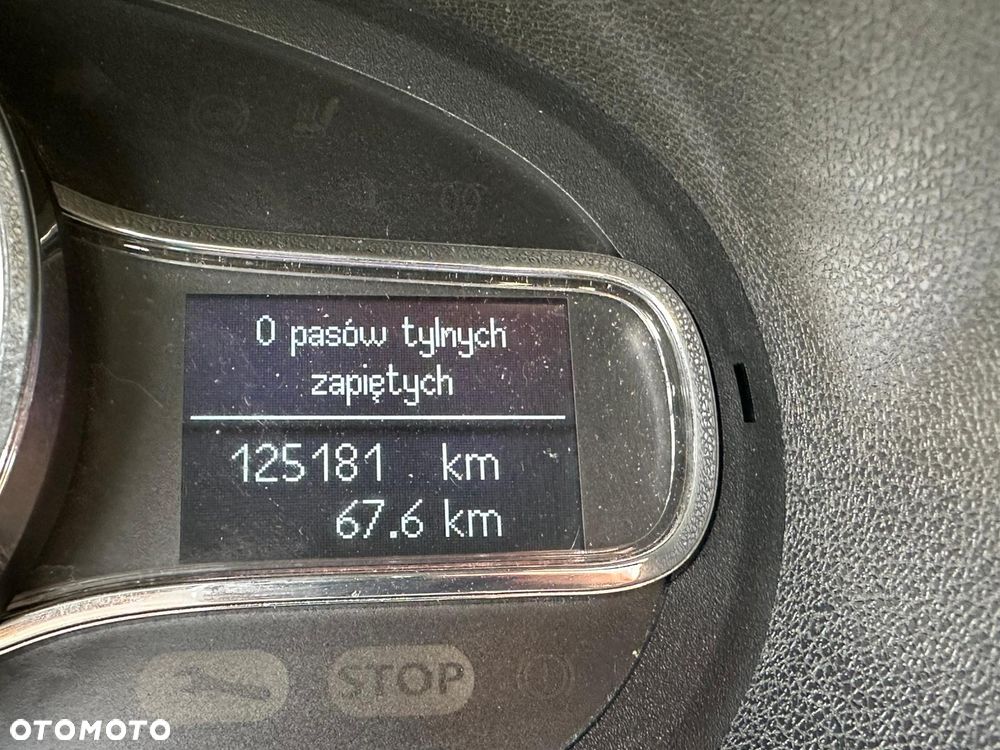 0 pasów tylnych
zapiętych
125181 km
67.6 km
STOP
OTOMOTO